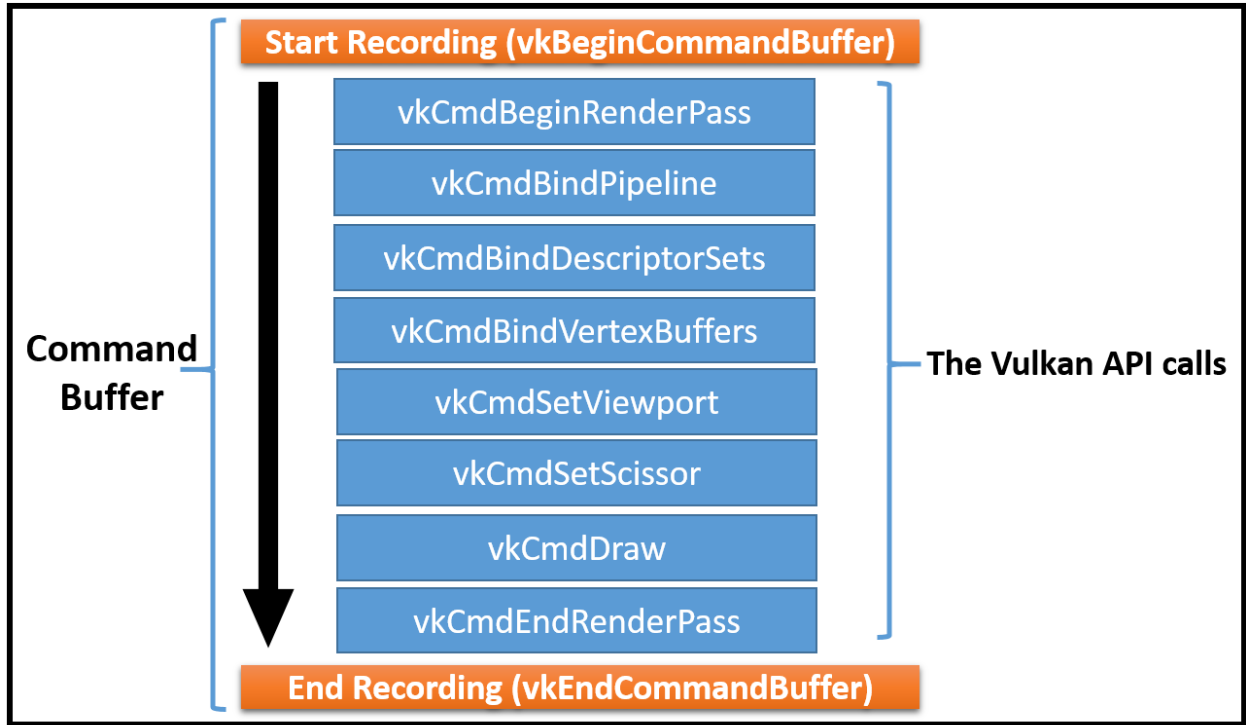 Start Recording (vkBeginCommandBuffer)
vkCmdBeginRenderPass
vkCmdBindPipeline
vkCmdBindDescriptorSets
vkCmdBindVertexBuffers
vkCmdSetViewport
vkCmdSetScissor
vkCmdDraw
vkCmdEndRenderPass
End Recording (vkEndCommandBuffer)
Command
Buffer
The Vulkan API calls